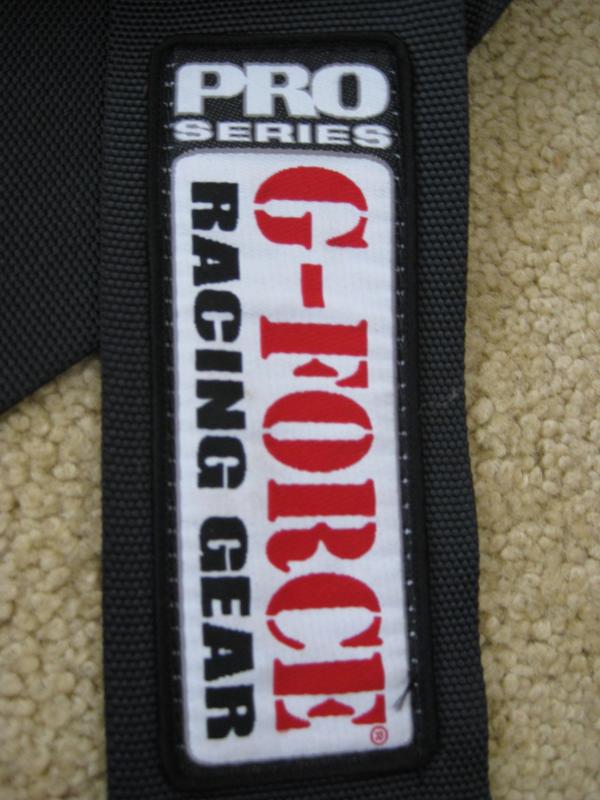 PRO
SERIES
G-FORCE®
RACING GEAR